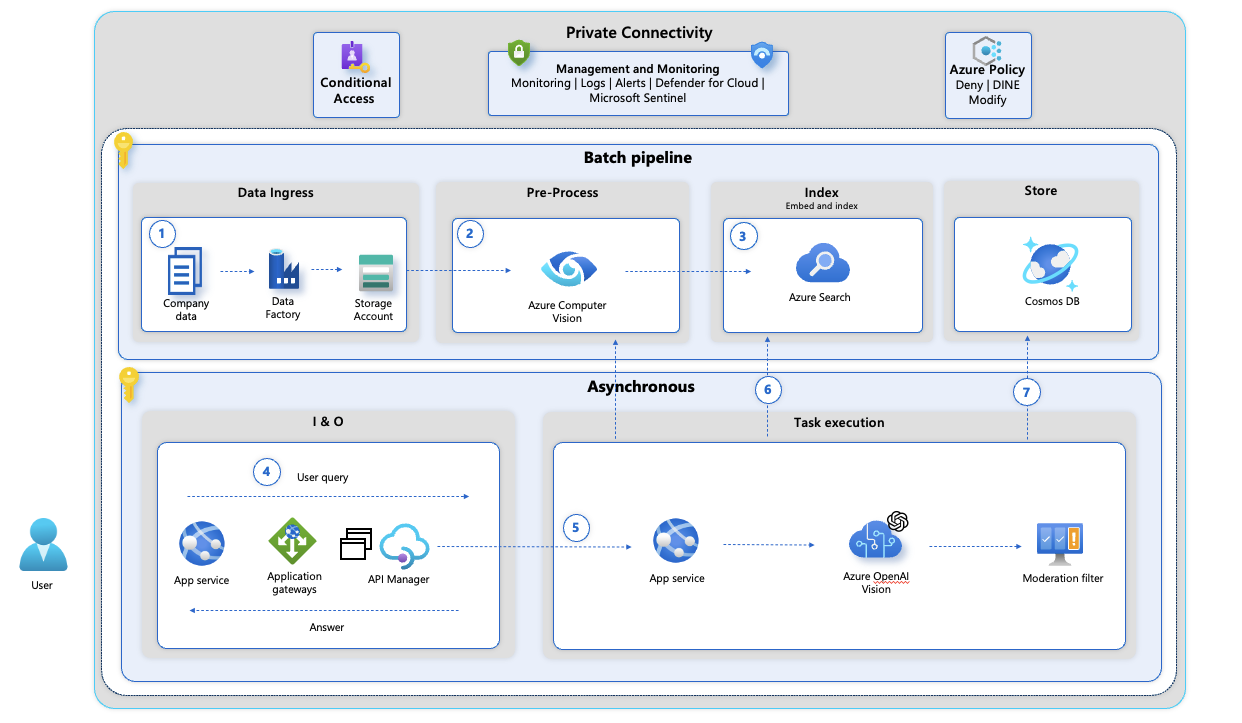 Private Connectivity
Conditional
Access
Management and Monitoring
Monitoring | Logs | Alerts | Defender for Cloud |
Microsoft Sentinel
Azure Policy
Deny | DINE
Modify
Batch pipeline
Data Ingress
Pre-Process
Index
Embed and index
Store
1
2
3
Company
data
Data
Factory
Storage
Account
Azure Computer
Vision
Azure Search
Cosmos DB
Asynchronous
6
7
I & O
Task execution
4
User query
5
App service
Application
gateways
API Manager
App service
Azure OpenAI
Vision
Moderation filter
User
Answer